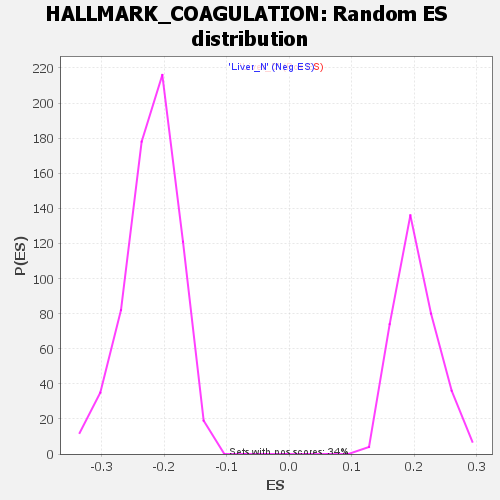 HALLMARK_COAGULATION: Random ES
distribution
'Liver_N' (Neg ES)S)
220
200
180
160
140
120
100
80
60
40
20
0
P(ES)
Sets with pos scores: 34%
-0.3 -0.2 -0.1 0.0 0.1 0.2 0.3
ES